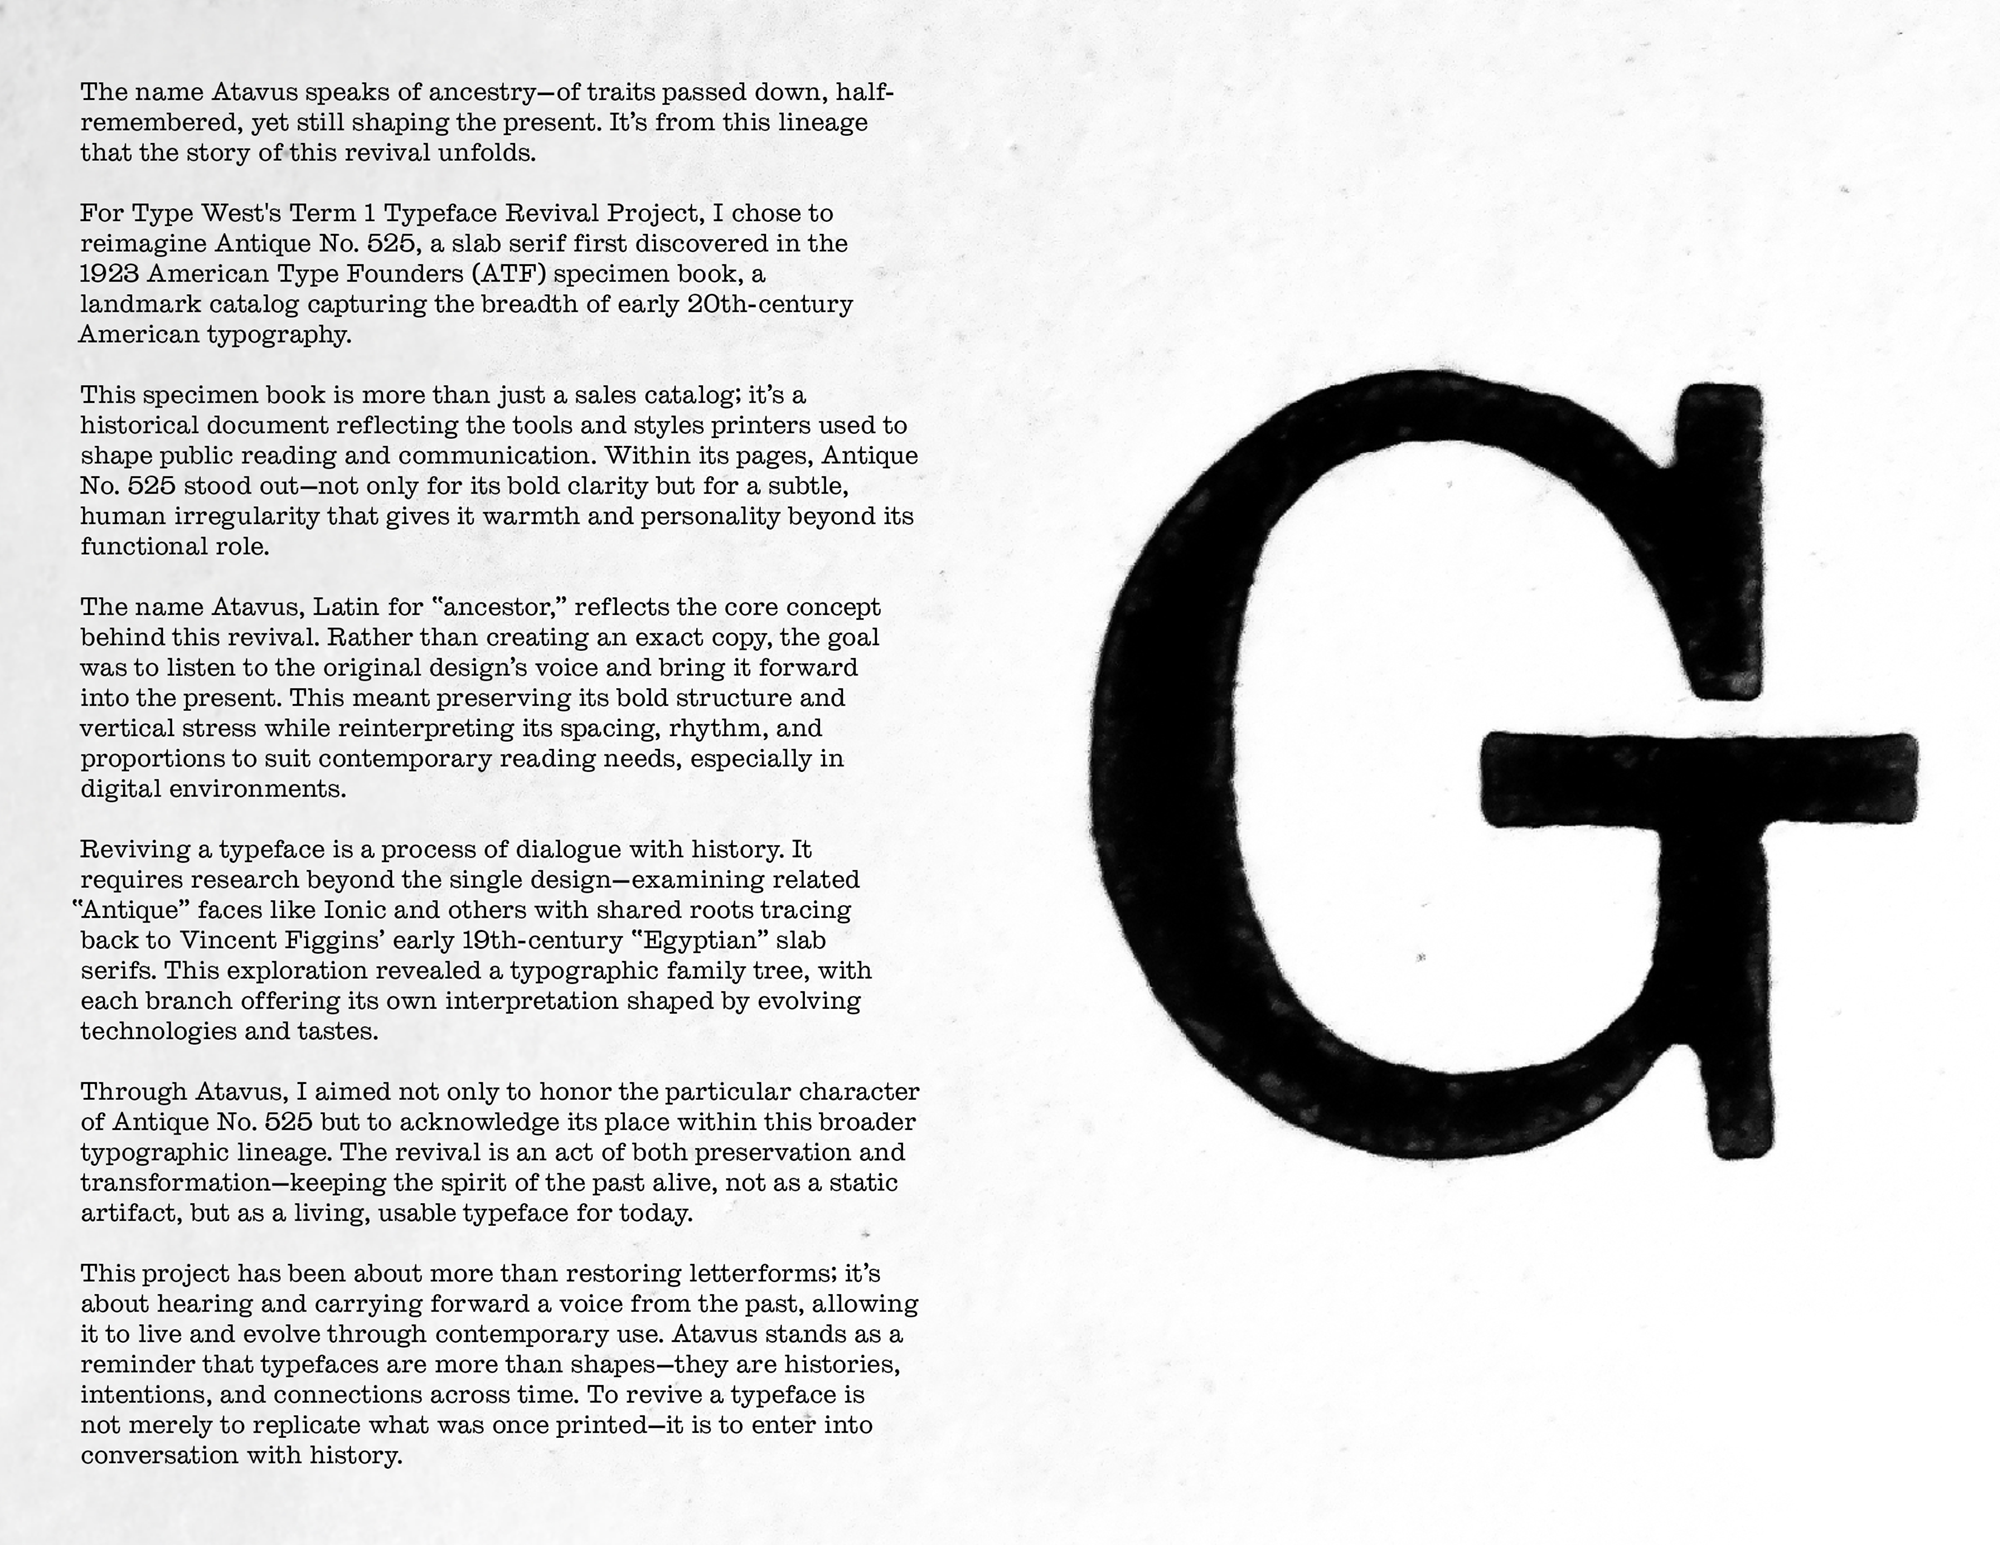 The name Atavus speaks of ancestry—of traits passed down, half-
remembered, yet still shaping the present. It’s from this lineage
that the story of this revival unfolds.
For Type West's Term 1 Typeface Revival Project, I chose to
reimagine Antique No. 525, a slab serif first discovered in the
1923 American Type Founders (ATF) specimen book, a
landmark catalog capturing the breadth of early 20th-century
American typography.
This specimen book is more than just a sales catalog; it’s a
historical document reflecting the tools and styles printers used to
shape public reading and communication. Within its pages, Antique
No. 525 stood out—not only for its bold clarity but for a subtle,
human irregularity that gives it warmth and personality beyond its
functional role.
The name Atavus, Latin for “ancestor,” reflects the core concept
behind this revival. Rather than creating an exact copy, the goal
was to listen to the original design’s voice and bring it forward
into the present. This meant preserving its bold structure and
vertical stress while reinterpreting its spacing, rhythm, and
proportions to suit contemporary reading needs, especially in
digital environments.
Reviving a typeface is a process of dialogue with history. It
requires research beyond the single design—examining related
“Antique” faces like Ionic and others with shared roots tracing
back to Vincent Figgins’ early 19th-century “Egyptian” slab
serifs. This exploration revealed a typographic family tree, with
each branch offering its own interpretation shaped by evolving
technologies and tastes.
Through Atavus, I aimed not only to honor the particular character
of Antique No. 525 but to acknowledge its place within this broader
typographic lineage. The revival is an act of both preservation and
transformation—keeping the spirit of the past alive, not as a static
artifact, but as a living, usable typeface for today.
This project has been about more than restoring letterforms; it’s
about hearing and carrying forward a voice from the past, allowing
it to live and evolve through contemporary use. Atavus stands as a
reminder that typefaces are more than shapes—they are histories,
intentions, and connections across time. To revive a typeface is
not merely to replicate what was once printed—it is to enter into
conversation with history.
G